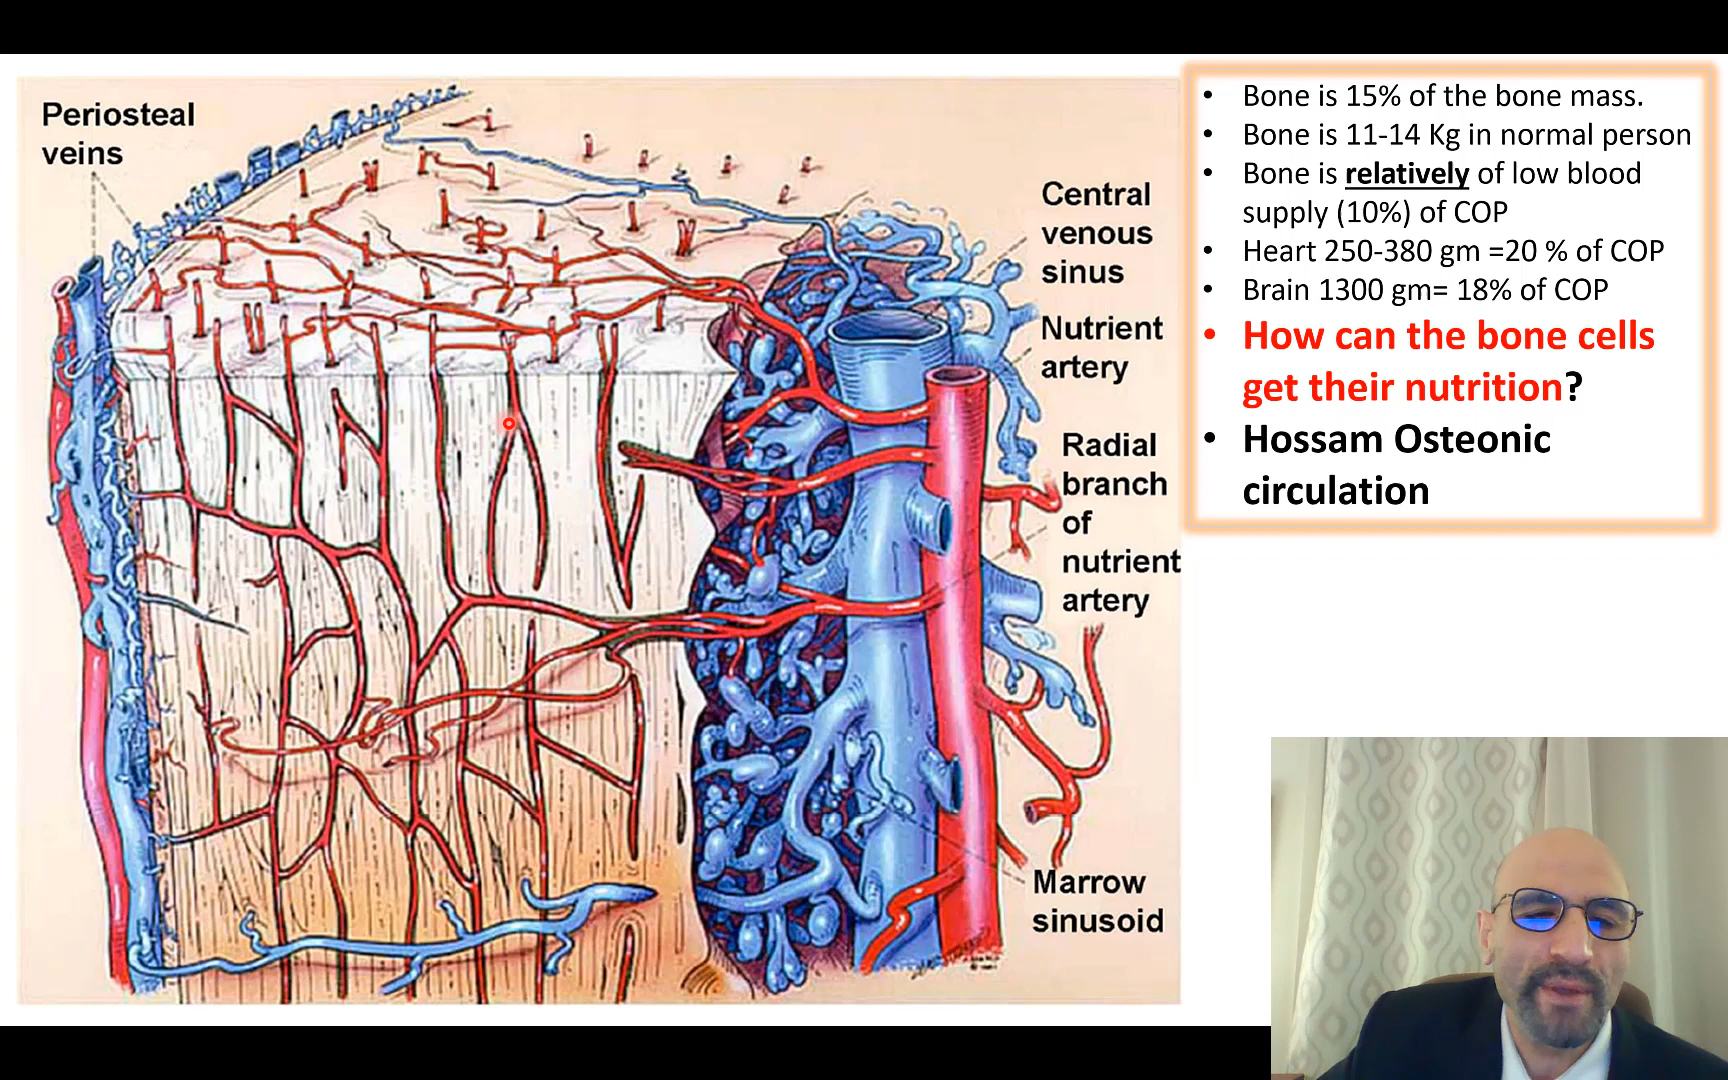 Periosteal
veins
Central
venous
sinus
Nutrient
artery
Radial
branch
of
nutrient
artery
Marrow
sinusoid
• Bone is 15% of the bone mass.
• Bone is 11-14 Kg in normal person
• Bone is relatively of low blood
supply (10%) of COP
• Heart 250-380 gm =20 % of COP
• Brain 1300 gm= 18% of COP
• How can the bone cells
get their nutrition?
• Hossam Osteonic
circulation